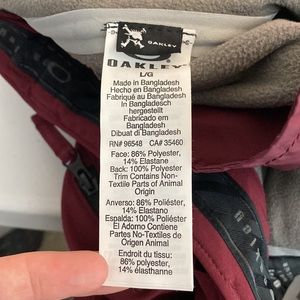 OAKLEY
OAKLEY
L/G
Made in Bangladesh
Hecho en Bangladesh
Fabriqué au Bangladesh
In Bangladesch
hergestellt
Fabricado em
Bangladesh
Dibuat di Bangladesh
RN# 96548 CA# 35460
Face: 86% Polyester,
14% Elastane
Back: 100% Polyester
Trim Contains Non-
Textile Parts of Animal
Origin
Anverso: 86% Poliéster,
14% Elastano
Espalda: 100% Poliéster
El Adorno Contiene
Partes No-Textiles de
Origen Animal
Endroit du tissu:
86% polyester,
14% élasthanne